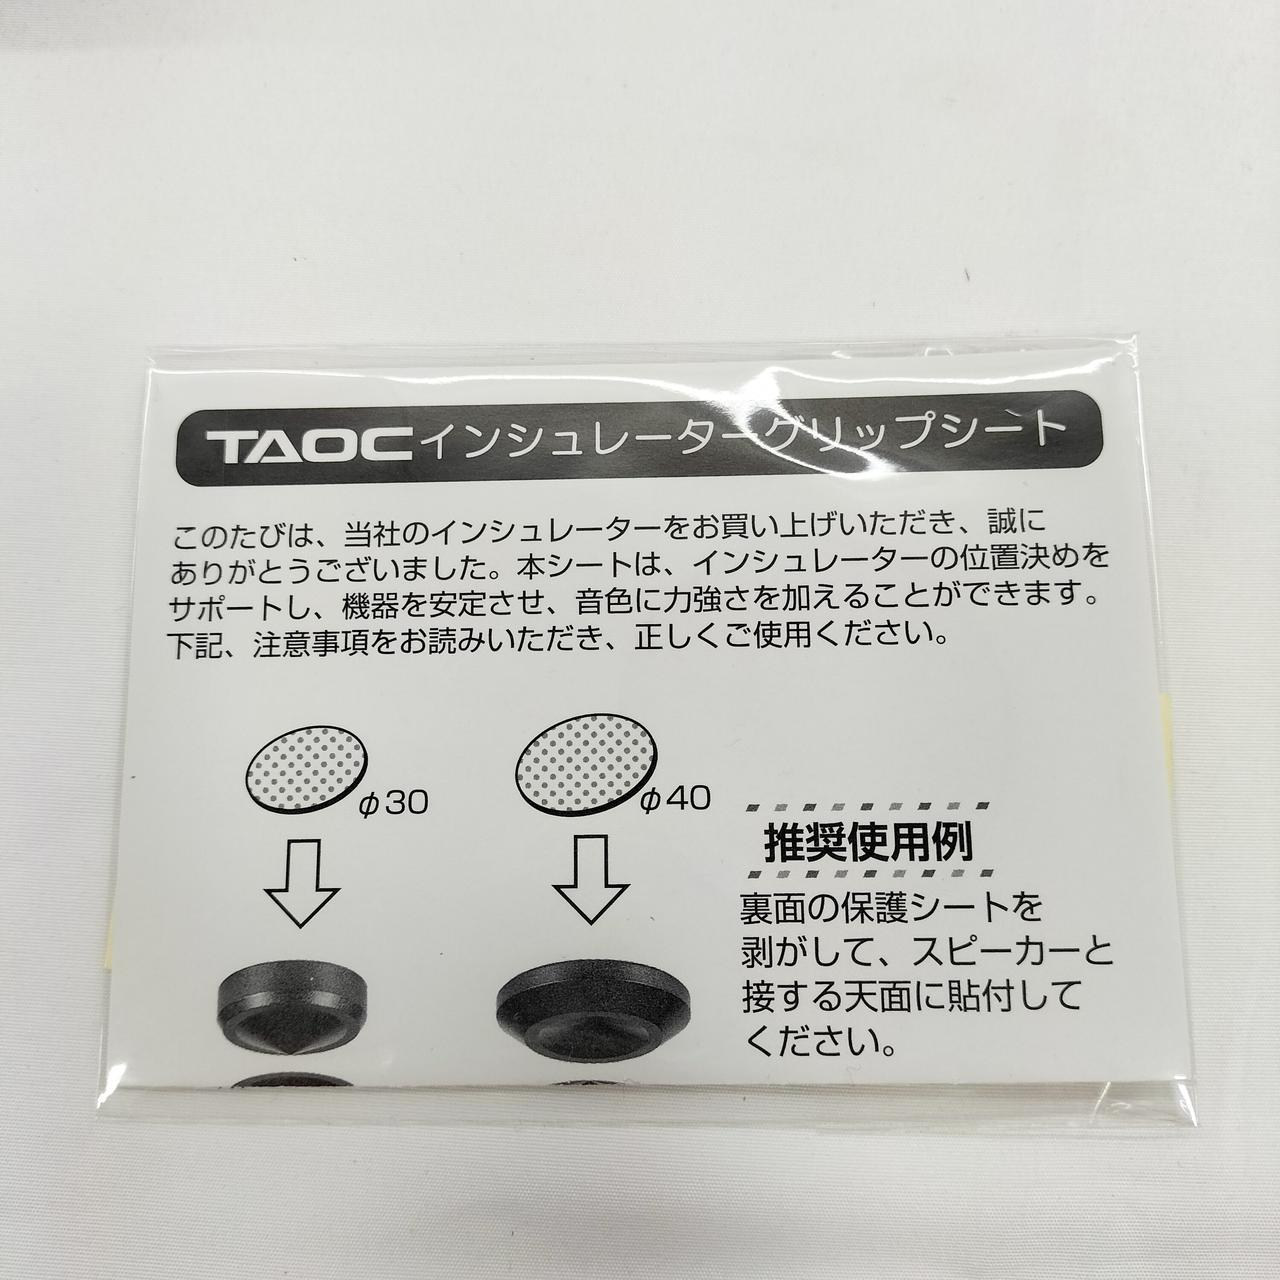 TAOCインシュレーターグリップシート
このたびは、当社のインシュレーターをお買い上げいただき、誠に
ありがとうございました。本シートは、インシュレーターの位置決めを
サポートし、機器を安定させ、音色に力強さを加えることができます。
下記、注意事項をお読みいただき、正しくご使用ください。
φ30
φ40
推奨使用例
裏面の保護シートを
剥がして、スピーカーと
接する天面に貼付して
ください。